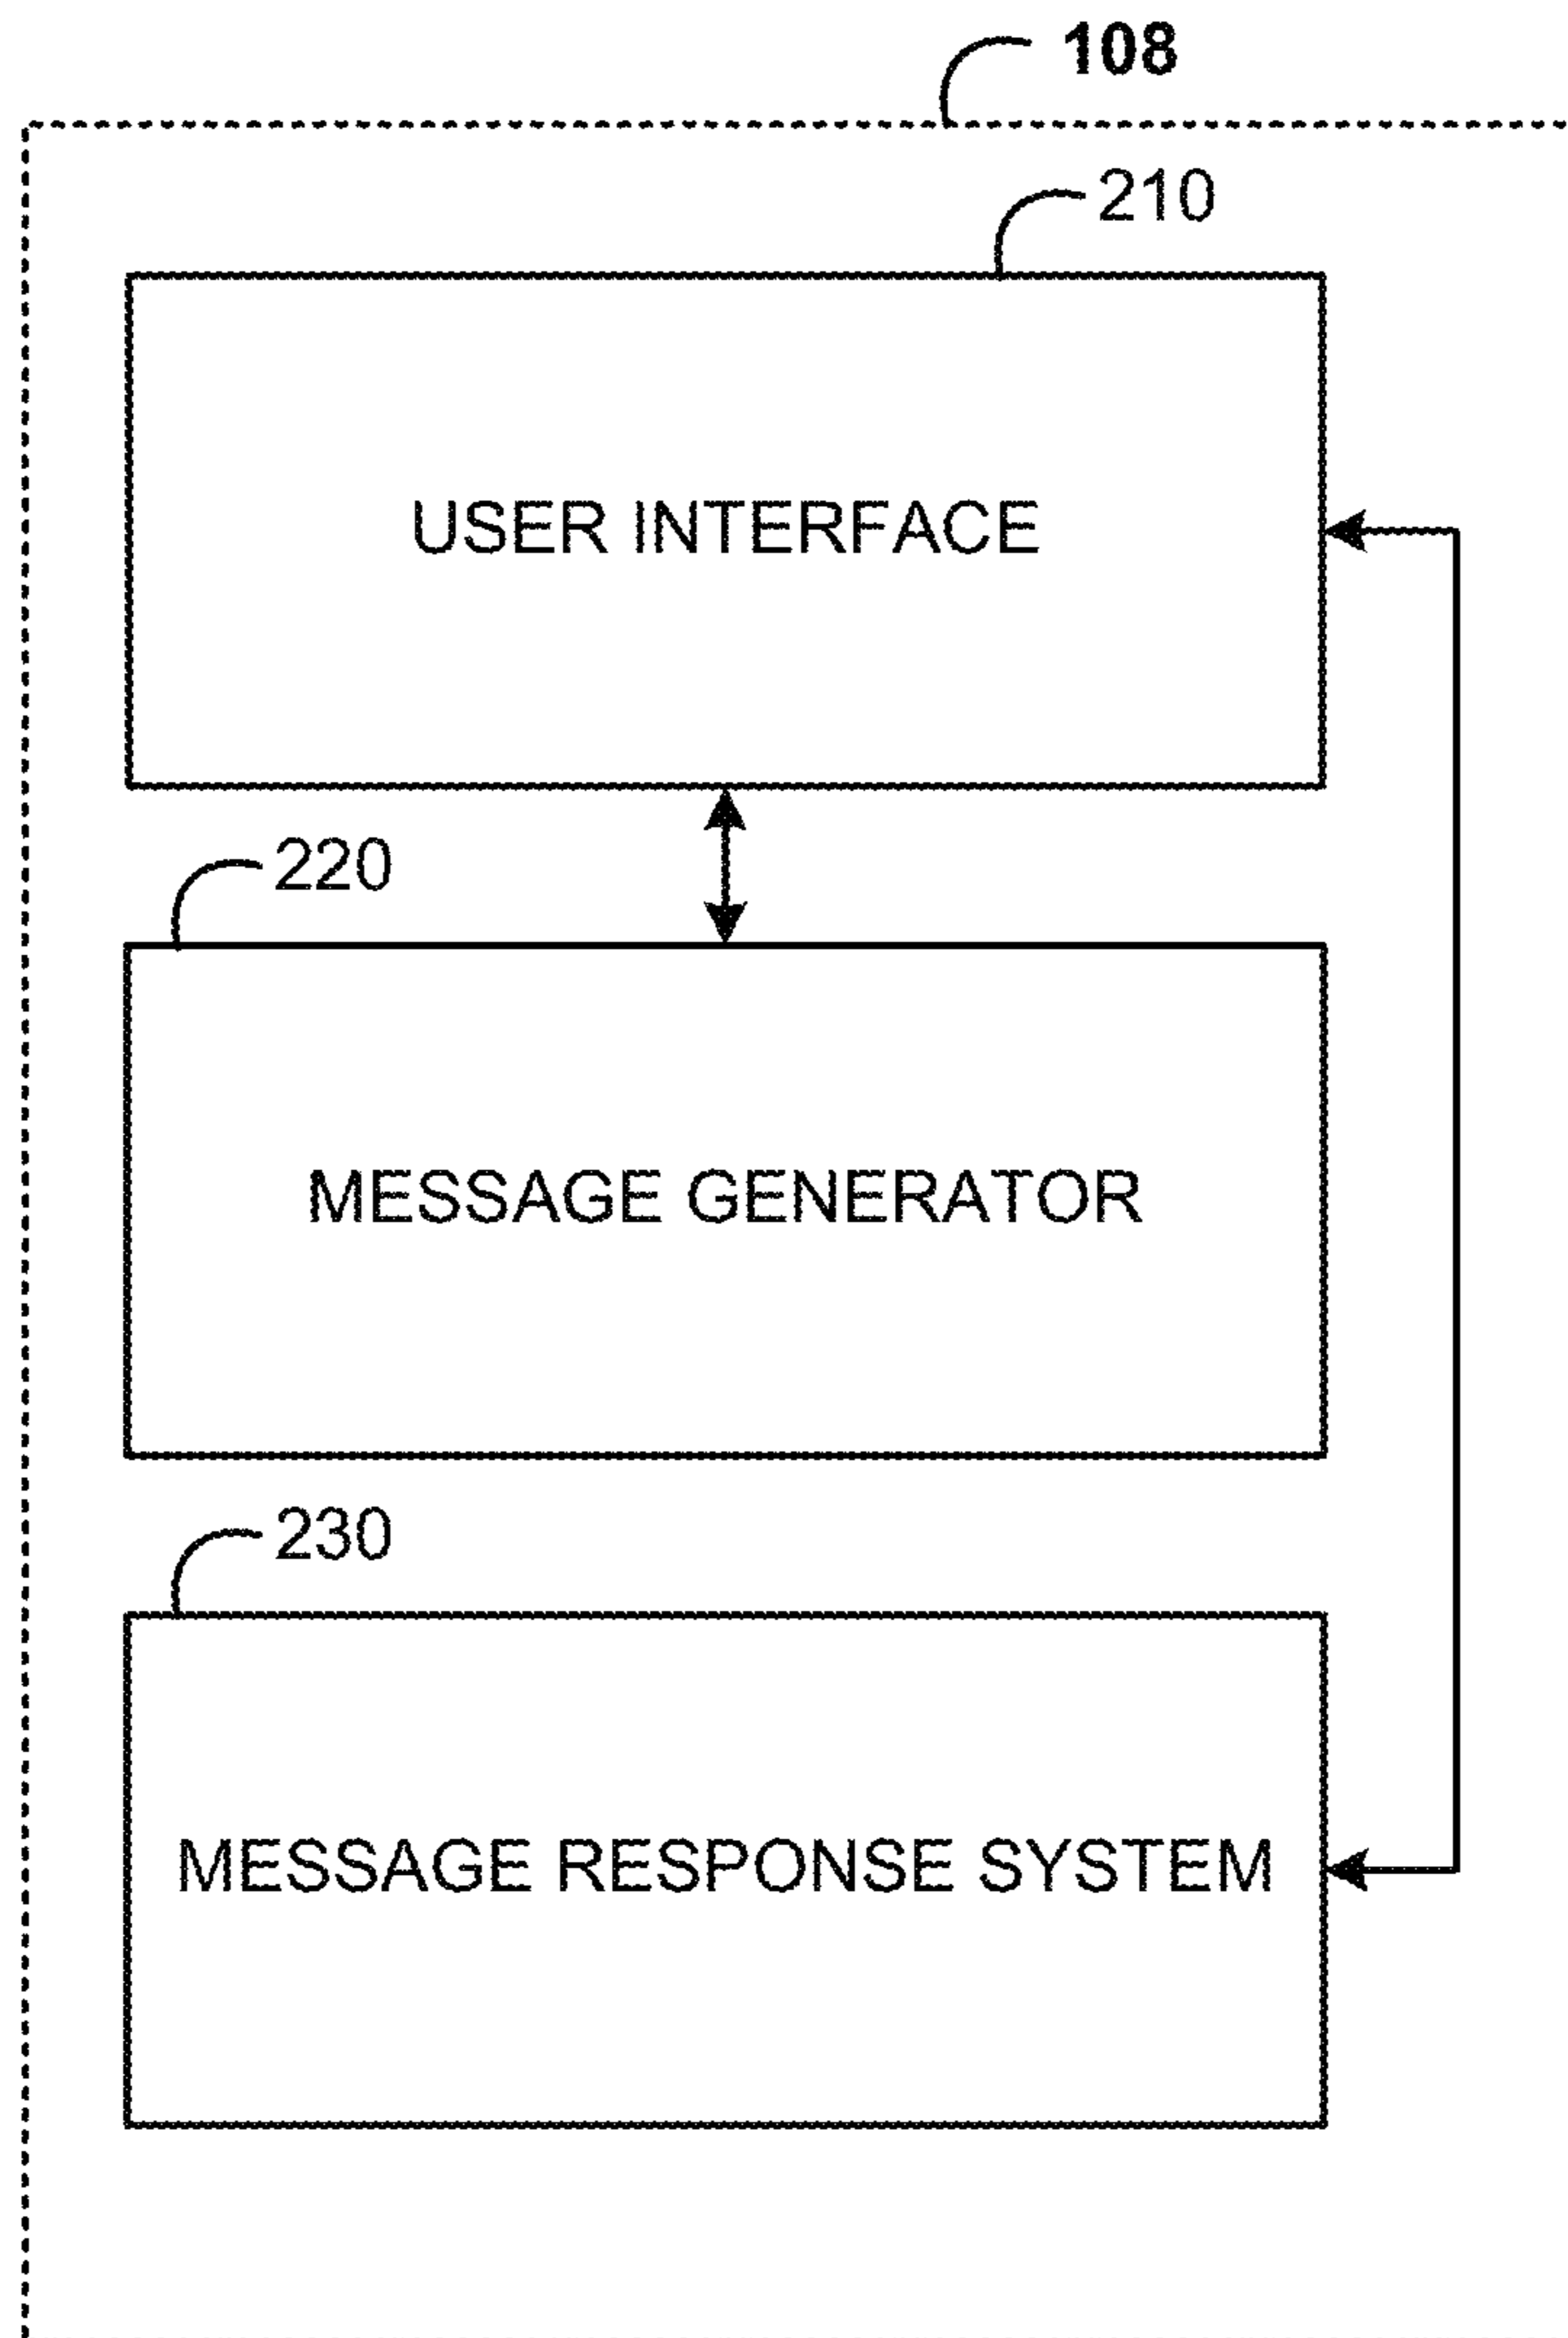 108
210
USER INTERFACE
220
MESSAGE GENERATOR
230
MESSAGE RESPONSE SYSTEM